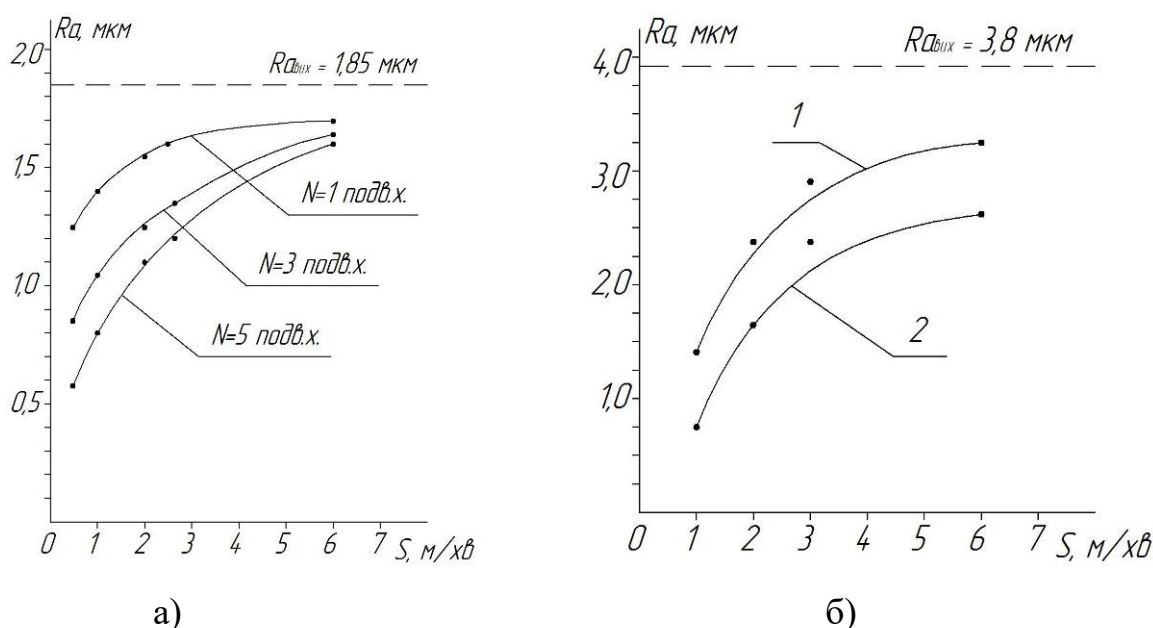 Ra, мкм
2,0
Raвих = 1,85 мкм
1,5
N=1 подв.х.
N=3 подв.х.
1,0
N=5 подв.х.
0,5
0 1 2 3 4 5 6 7 S, м/хв
а)
Ra, мкм
4,0
Raвих = 3,8 мкм
1
3,0
2,0
2
1,0
0 1 2 3 4 5 6 7 S, м/хв
б)